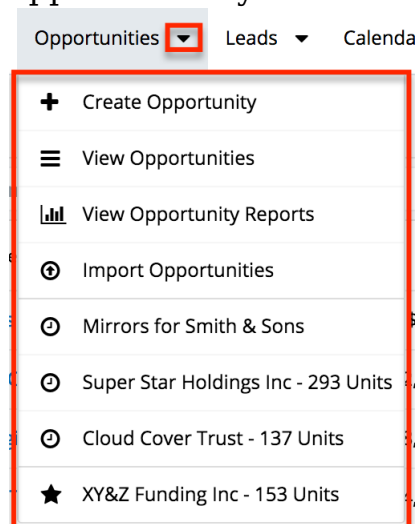 Opportunities Leads Calenda
Create Opportunity
View Opportunities
View Opportunity Reports
Import Opportunities
Mirrors for Smith & Sons
Super Star Holdings Inc - 293 Units
Cloud Cover Trust - 137 Units
XY&Z Funding Inc - 153 Units